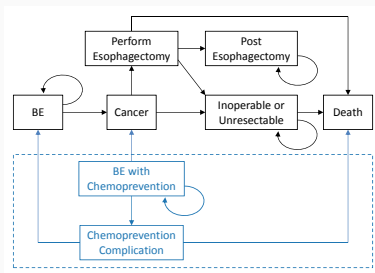 Perform
Esophagectomy
Post
Esophagectomy
BE
Cancer
Inoperable or
Unresectable
Death
BE with
Chemoprevention
Chemoprevention
Complication